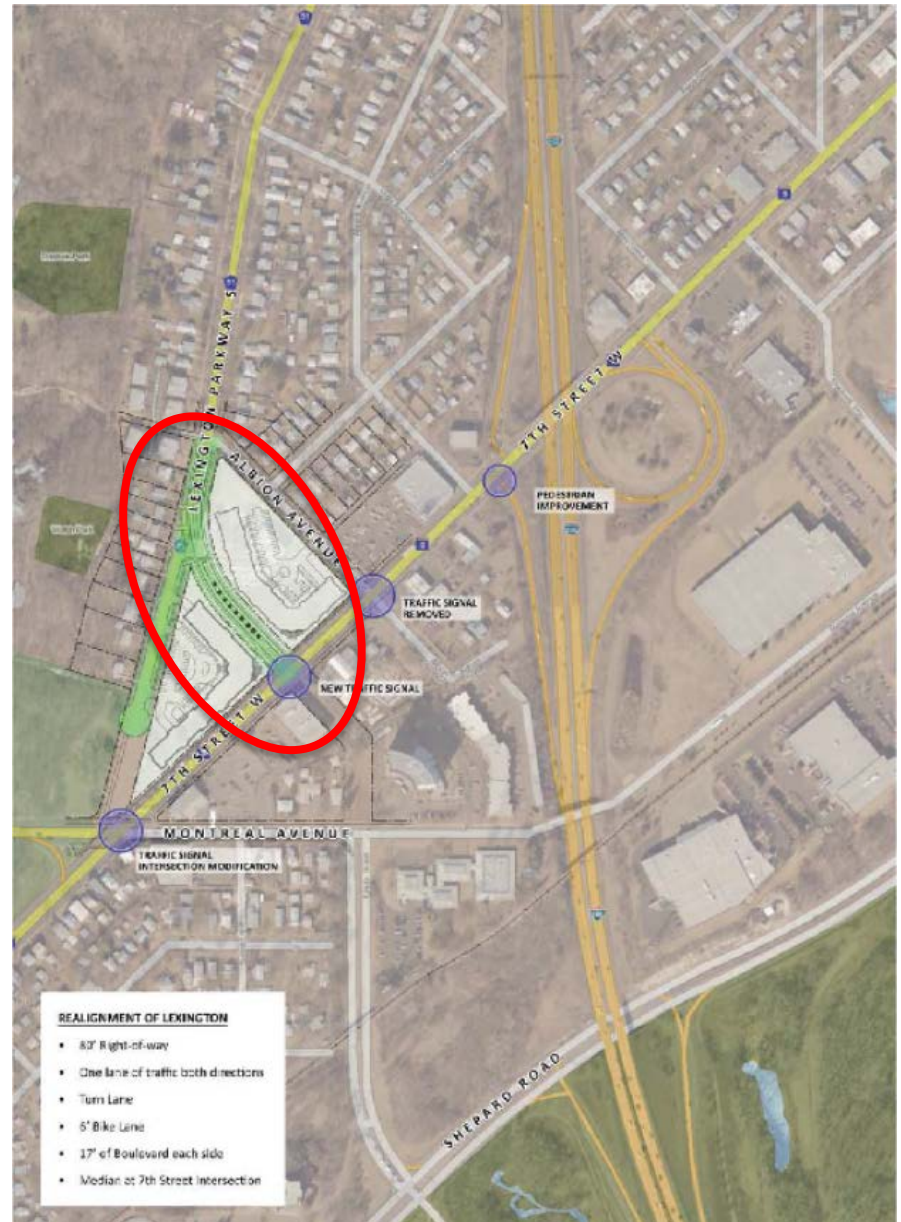 51
51
LEXINGTON PARKWAY S
7TH STREET W
ALBION AVENUE
PEDESTRIAN
IMPROVEMENT
TRAFFIC SIGNAL
REMOVED
NEW TRAFFIC SIGNAL
7TH STREET W
MONTREAL AVENUE
TRAFFIC SIGNAL
INTERSECTION MODIFICATION
SHEPARD ROAD
REALIGNMENT OF LEXINGTON
• 80' Right-of-way
• One lane of traffic both directions
• Turn Lane
• 6' Bike Lane
• 17' of Boulevard each side
• Median at 7th Street Intersection